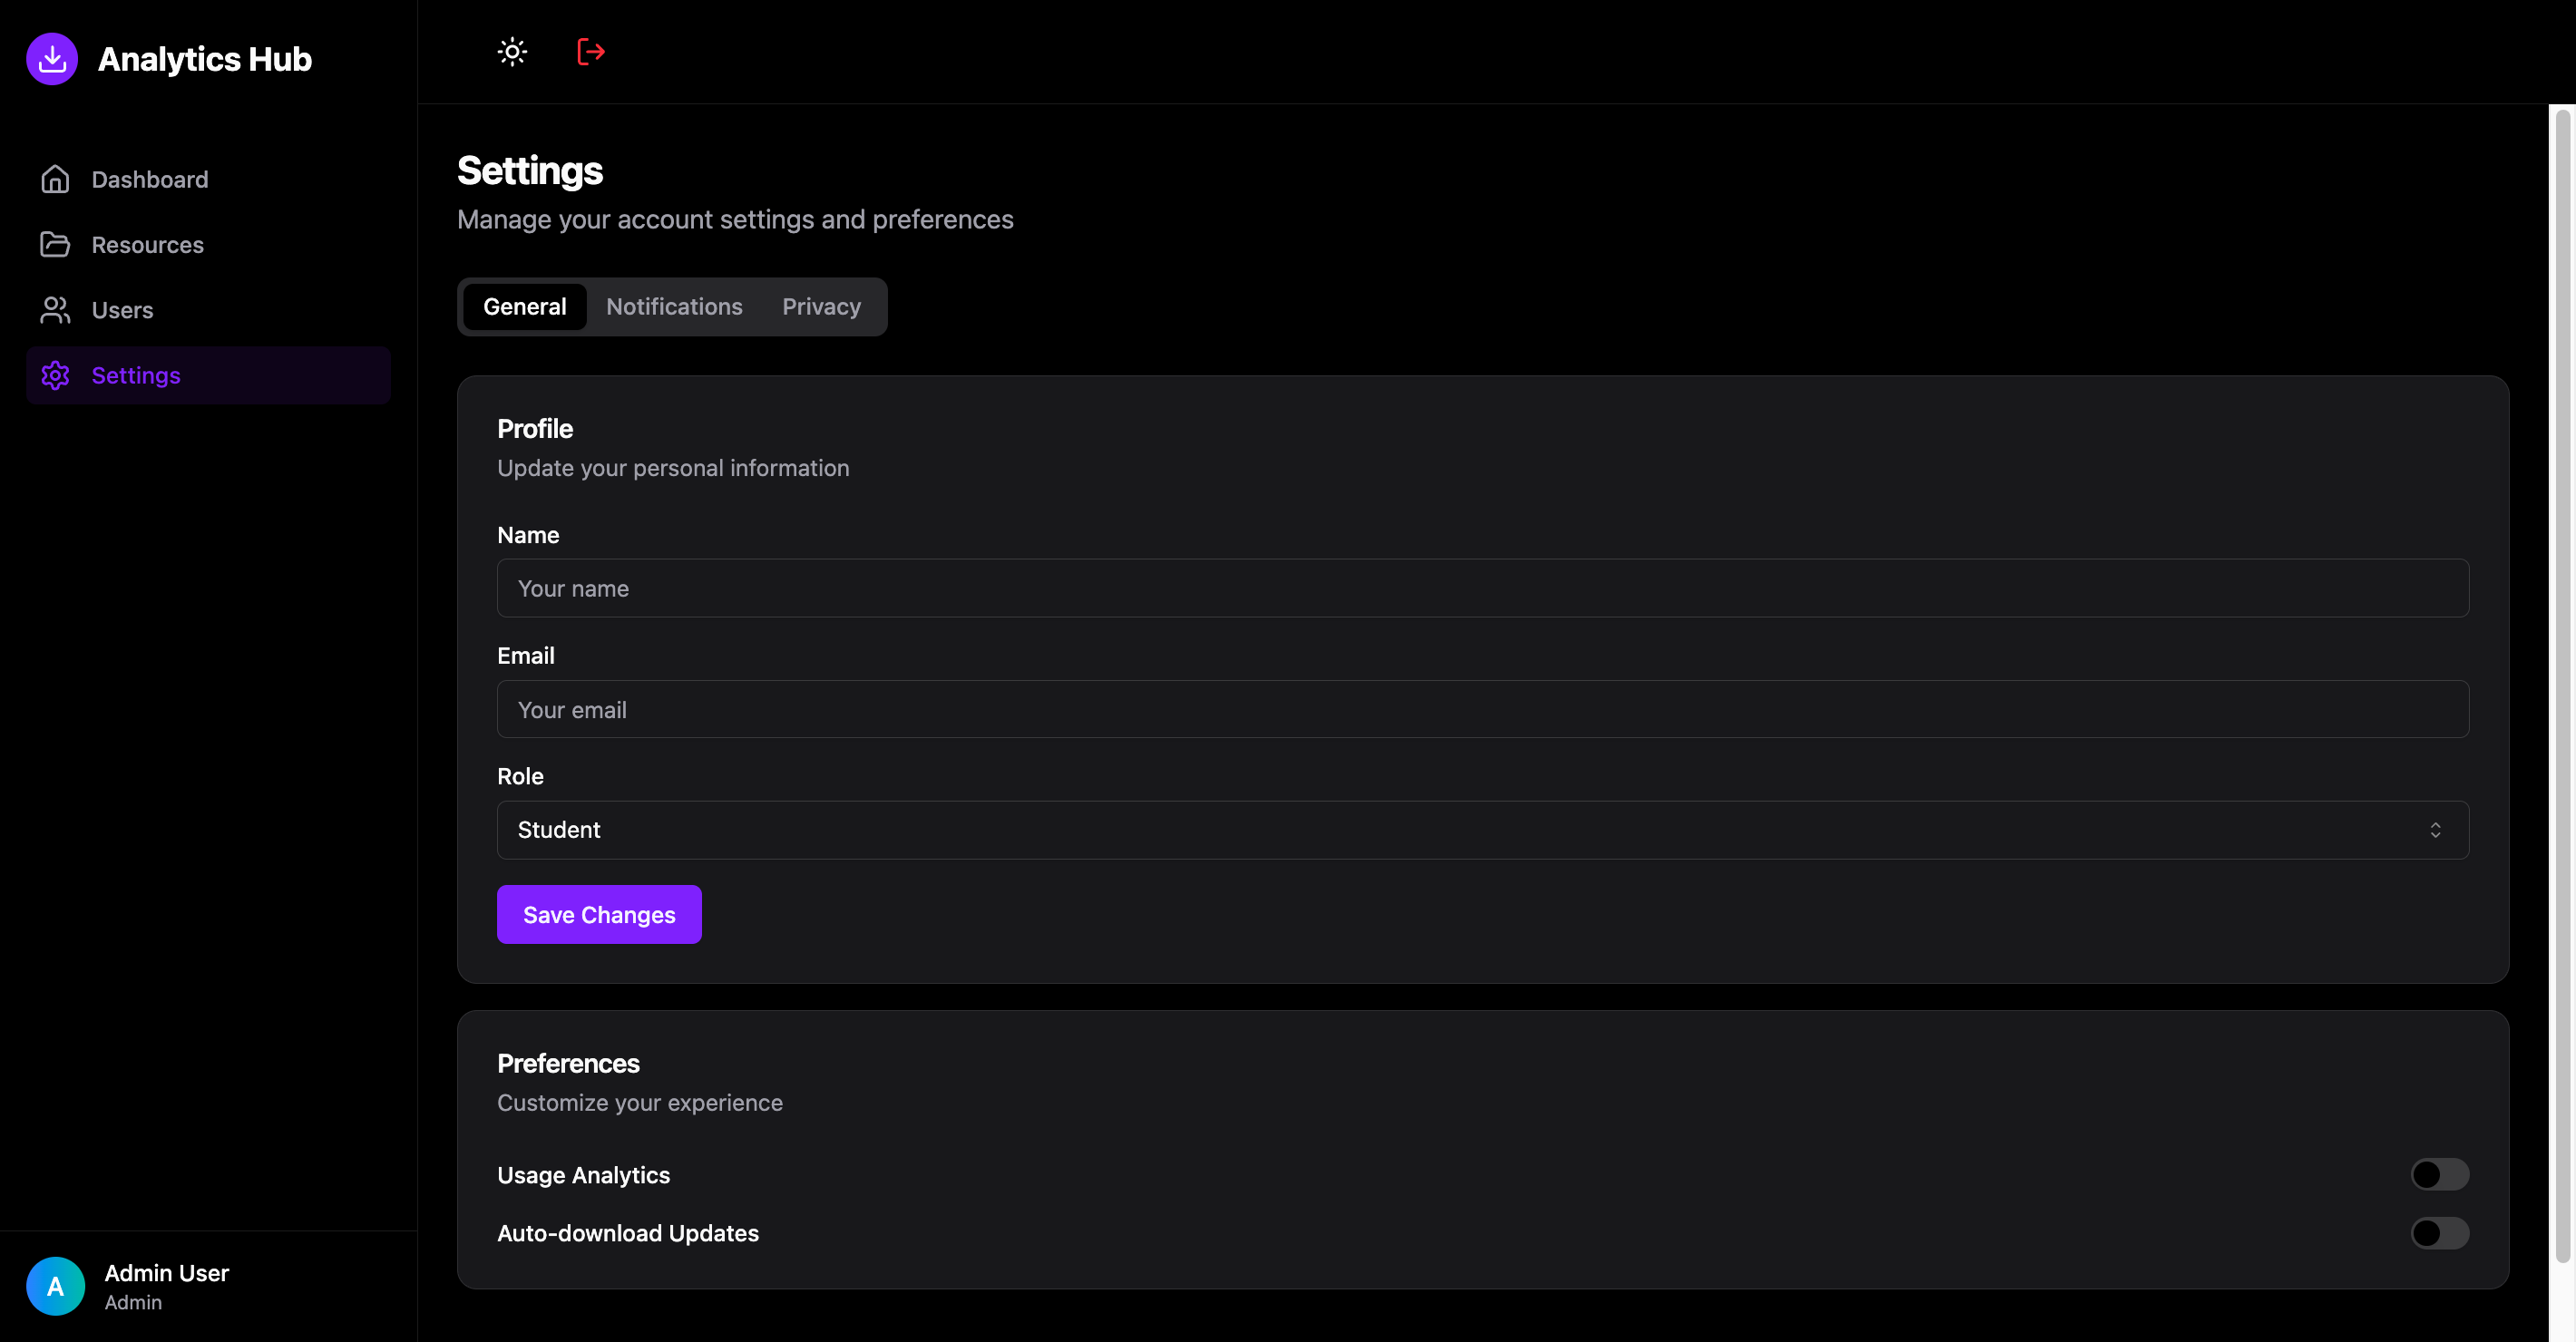 Analytics Hub
Dashboard
Resources
Users
Settings
Admin User
Admin
A
Settings
Manage your account settings and preferences
General Notifications Privacy
Profile
Update your personal information
Name
Your name
Email
Your email
Role
Student
Save Changes
Preferences
Customize your experience
Usage Analytics
Auto-download Updates